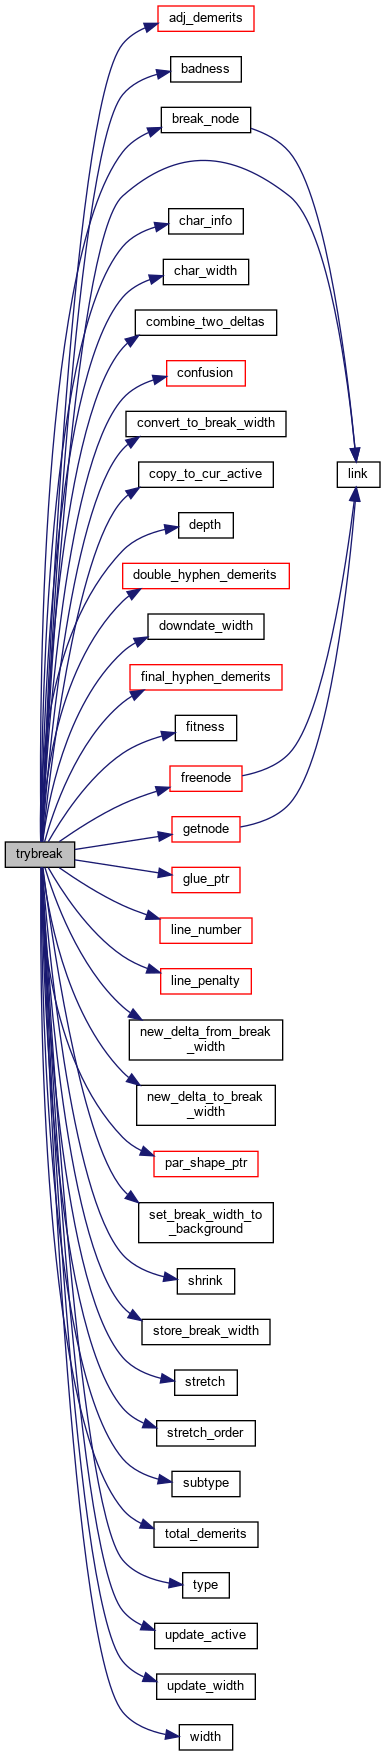 adj_demerits
badness
break_node
char_info
char_width
combine_two_deltas
confusion
convert_to_break_width
link
copy_to_cur_active
depth
double_hyphen_demerits
downdate_width
final_hyphen_demerits
fitness
freenode
getnode
trybreak
glue_ptr
line_number
line_penalty
new_delta_from_break
_width
new_delta_to_break
_width
par_shape_ptr
set_break_width_to
_background
shrink
store_break_width
stretch
stretch_order
subtype
total_demerits
type
update_active
update_width
width